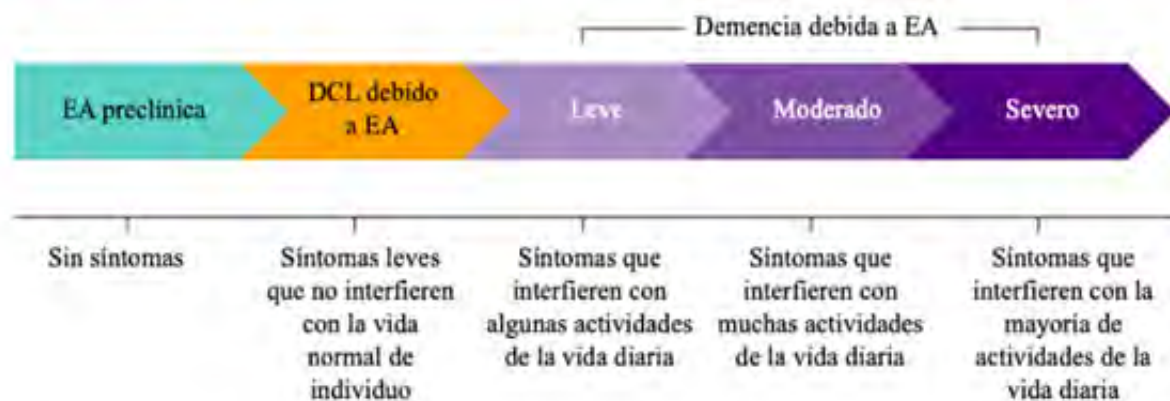 Demencia debida a EA
EA preclínica
DCL debido
a EA
Leve
Moderado
Severo
Sin síntomas
Síntomas leves
que no interfieren
con la vida
normal de
individuo
Síntomas que
interfieren con
algunas actividades
de la vida diaria
Síntomas que
interfieren con
muchas actividades
de la vida diaria
Síntomas que
interfieren con la
mayoría de
actividades de la
vida diaria